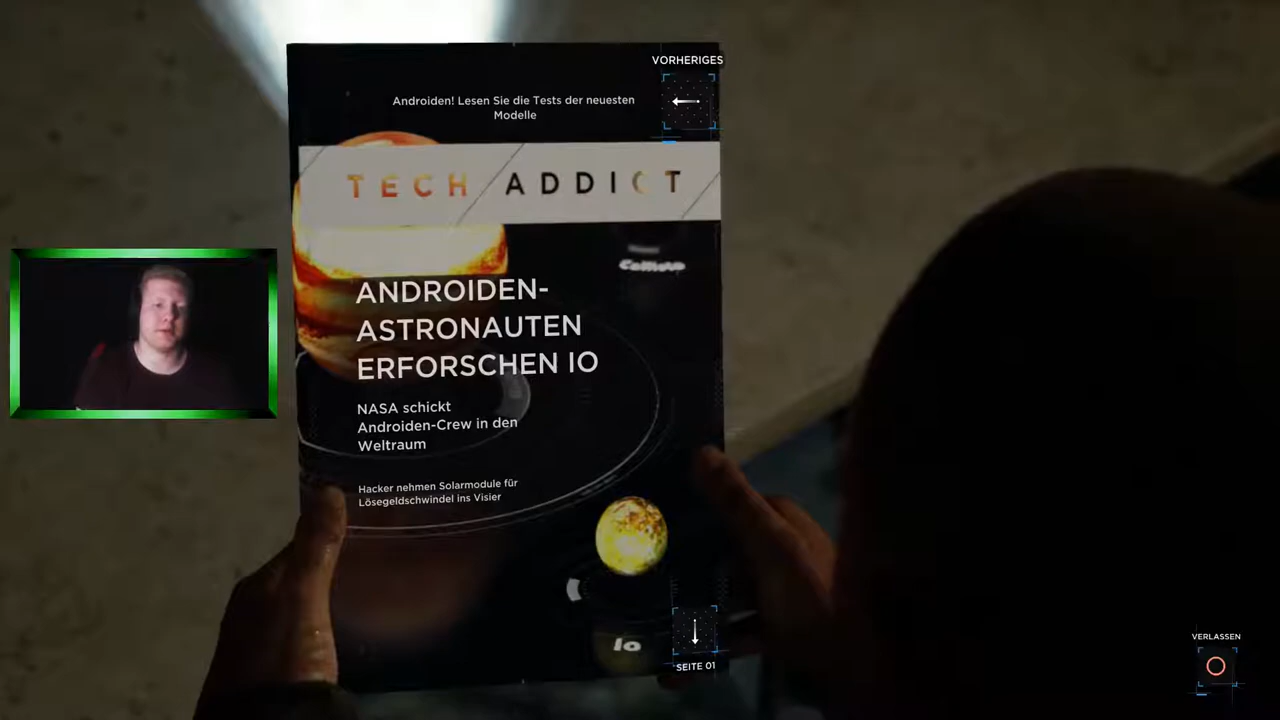 VORHERIGES
Androiden! Lesen Sie die Tests der neuesten
Modelle
TECH ADDICT
Callisto
ANDROIDEN-
ASTRONAUTEN
ERFORSCHEN IO
NASA schickt
Androiden-Crew in den
Weltraum
Hacker nehmen Solarmodule für
Lösegeldschwindel ins Visier
Io
SEITE 01
VERLASSEN